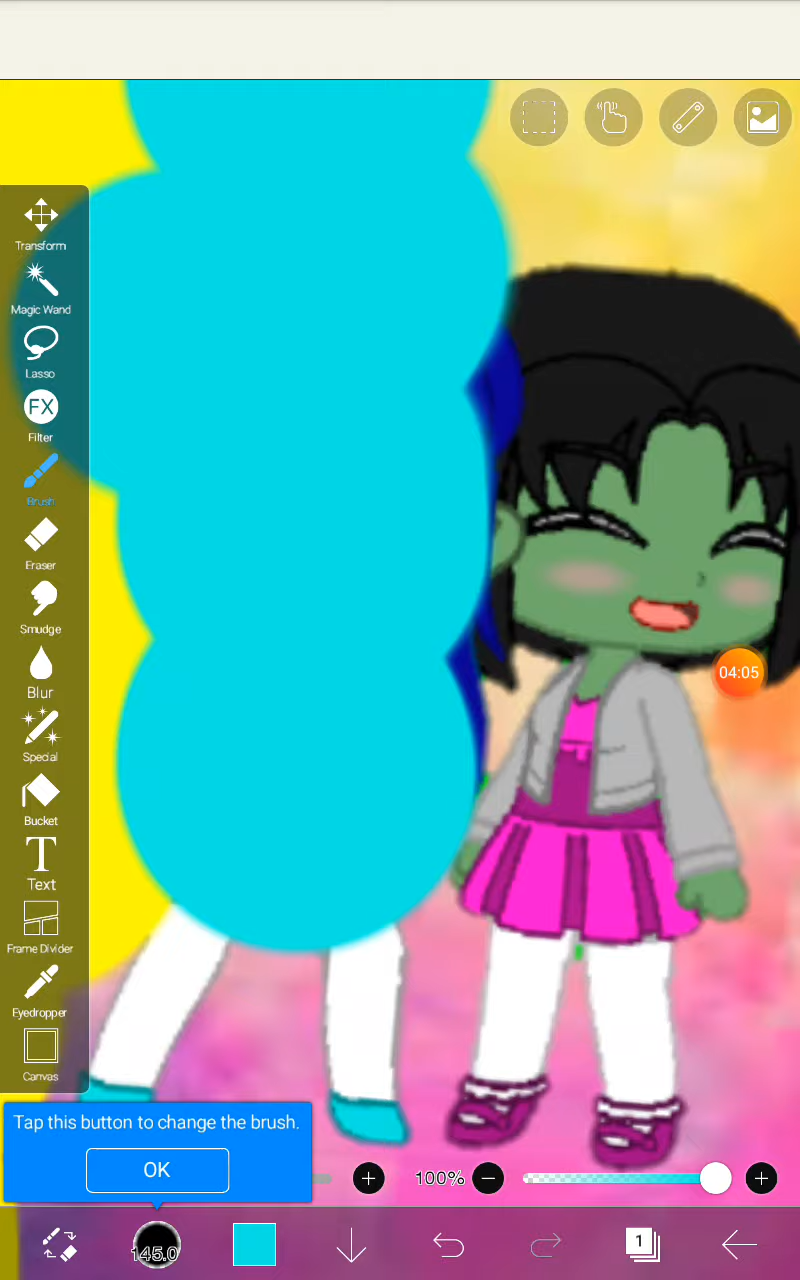 Transform
Magic Wand
Lasso
FX
Filter
Brush
04:05
Eraser
Smudge
Blur
Special
Bucket
T
Text
Frame Divider
Eyedropper
Canvas
Tap this button to change the brush.
OK
100%
145.0
1